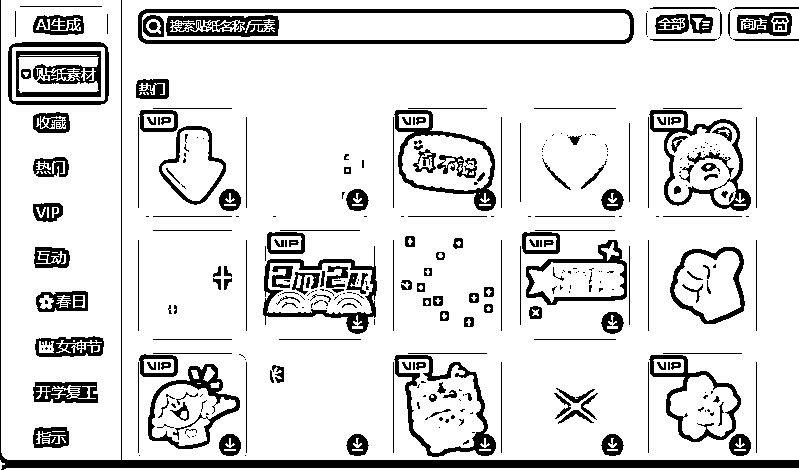 AI生成
搜索贴纸名称/元素
全部
商店
贴纸素材
热门
收藏
热门
VIP
互动
春日
女神节
开学复工
指示
VIP
VIP
真不错
VIP
VIP
2024
VIP
VIP
VIP
VIP